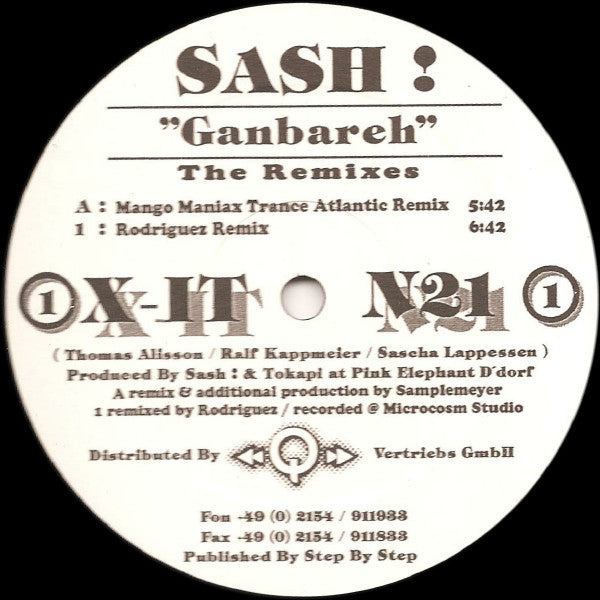 SASH !
"Ganbareh"
The Remixes
A : Mango Maniax Trance Atlantic Remix 5:42
1 : Rodriguez Remix 6:42
1 X-IT N21 1
( Thomas Alisson / Ralf Kappmeier / Sascha Lappessen )
Produced By Sash ! & Tokapi at Pink Elephant D'dorf
A remix & additional production by Samplemeyer
1 remixed by Rodriguez / recorded @ Microcosm Studio
Distributed By Q Vertriebs GmbH
Fon -49 (0) 2154 / 911933
Fax -49 (0) 2154 / 911833
Published By Step By Step